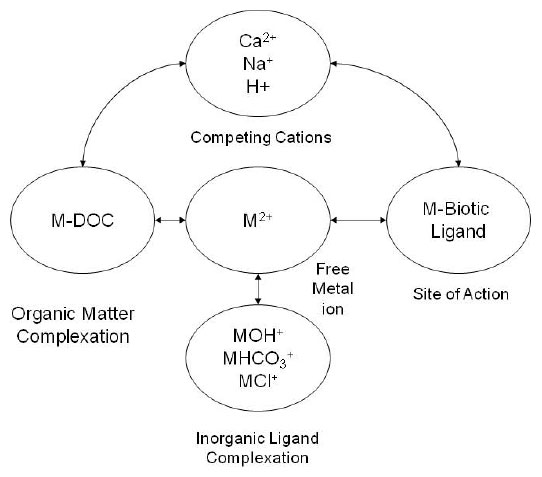 Ca²⁺
Na⁺
H+
Competing Cations
M-DOC
M²⁺
M-Biotic
Ligand
Free
Metal
ion
Site of Action
Organic Matter
Complexation
MOH⁺
MHCO₃⁺
MCl⁺
Inorganic Ligand
Complexation